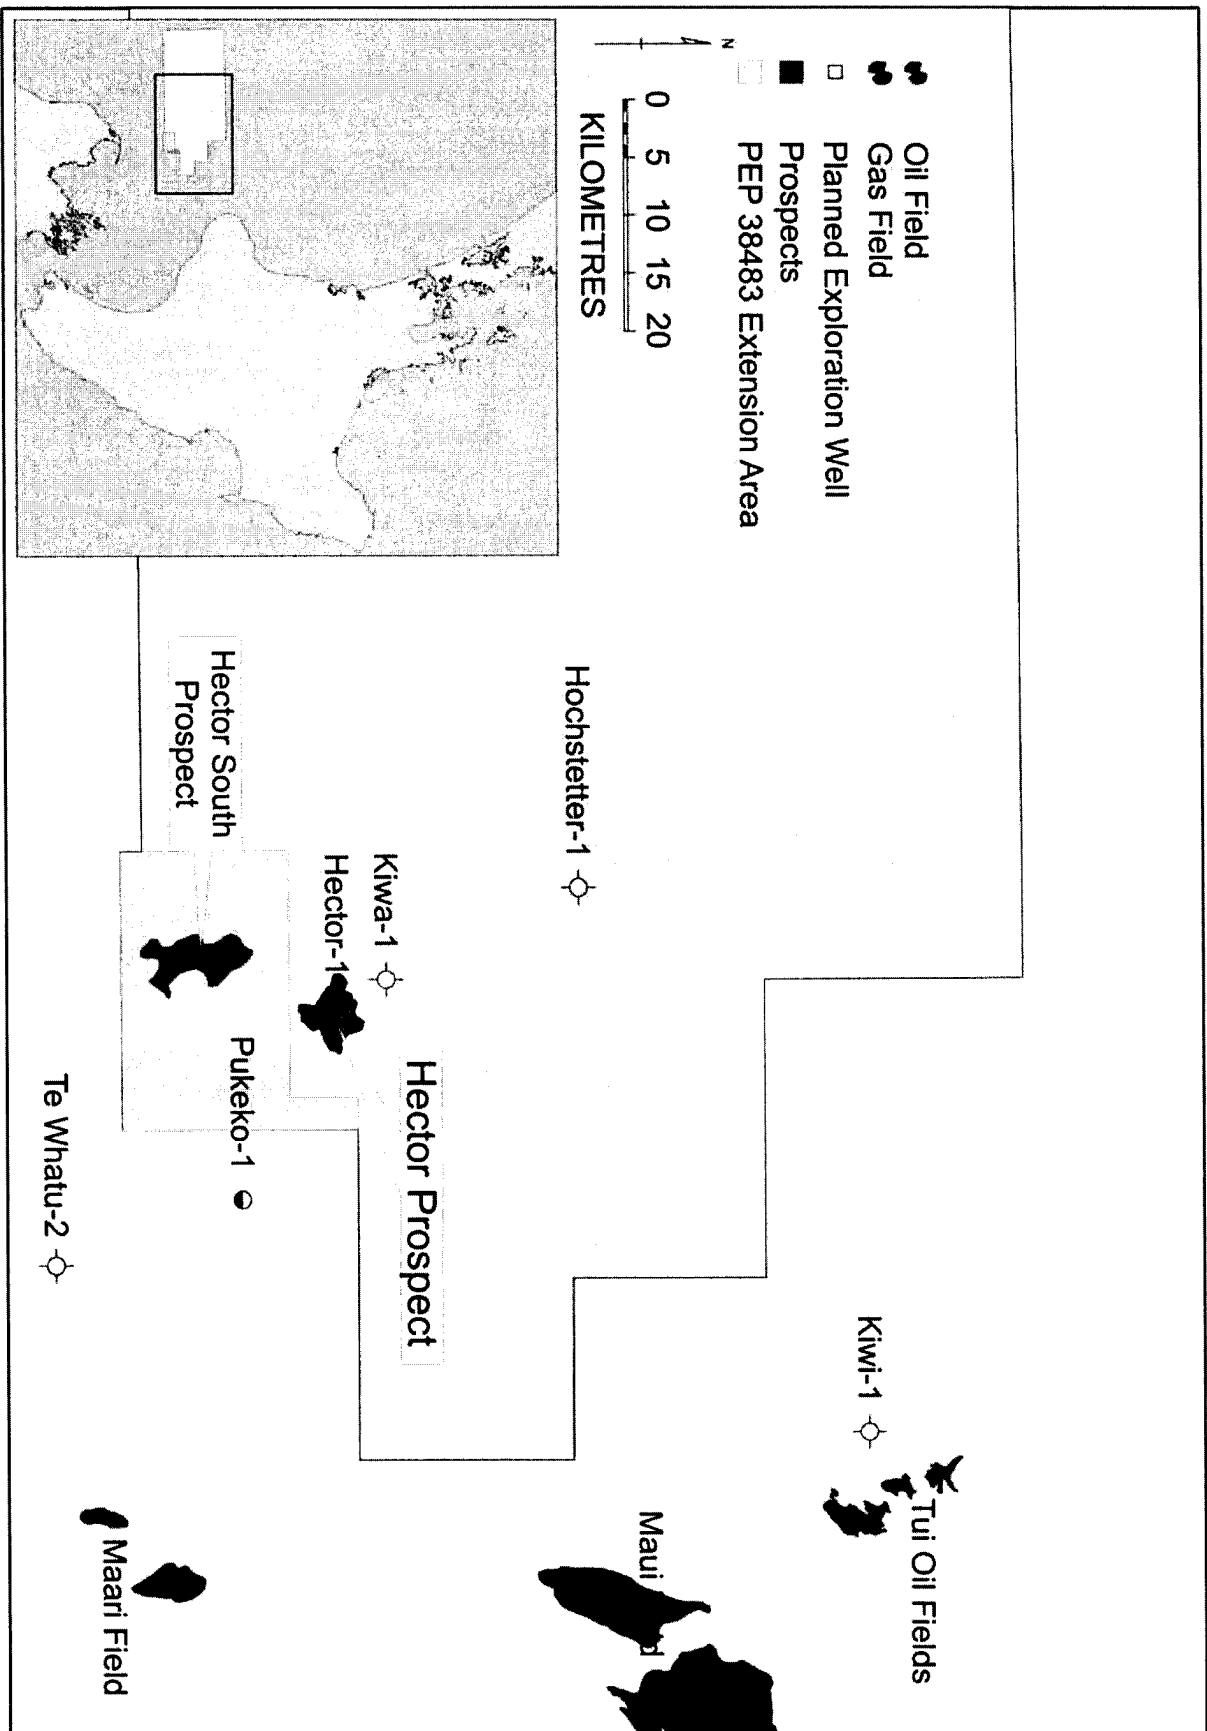 Oil Field
Gas Field
Planned Exploration Well
Prospects
PEP 38483 Extension Area
N
0 5 10 15 20
KILOMETRES
Kiwi-1
Tui Oil Fields
Maui
d
Hochstetter-1
Hector Prospect
Kiwa-1
Hector-1
Hector South
Prospect
Pukeko-1
Maari Field
Te Whatu-2